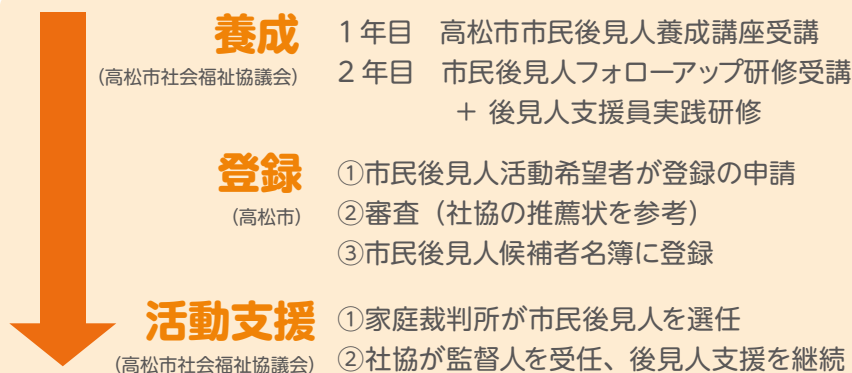 養成
(高松市社会福祉協議会)
1年目 高松市市民後見人養成講座受講
2年目 市民後見人フォローアップ研修受講
+ 後見人支援員実践研修
登録
(高松市)
①市民後見人活動希望者が登録の申請
②審査(社協の推薦状を参考)
③市民後見人候補者名簿に登録
活動支援
(高松市社会福祉協議会)
①家庭裁判所が市民後見人を選任
②社協が監督人を受任、後見人支援を継続